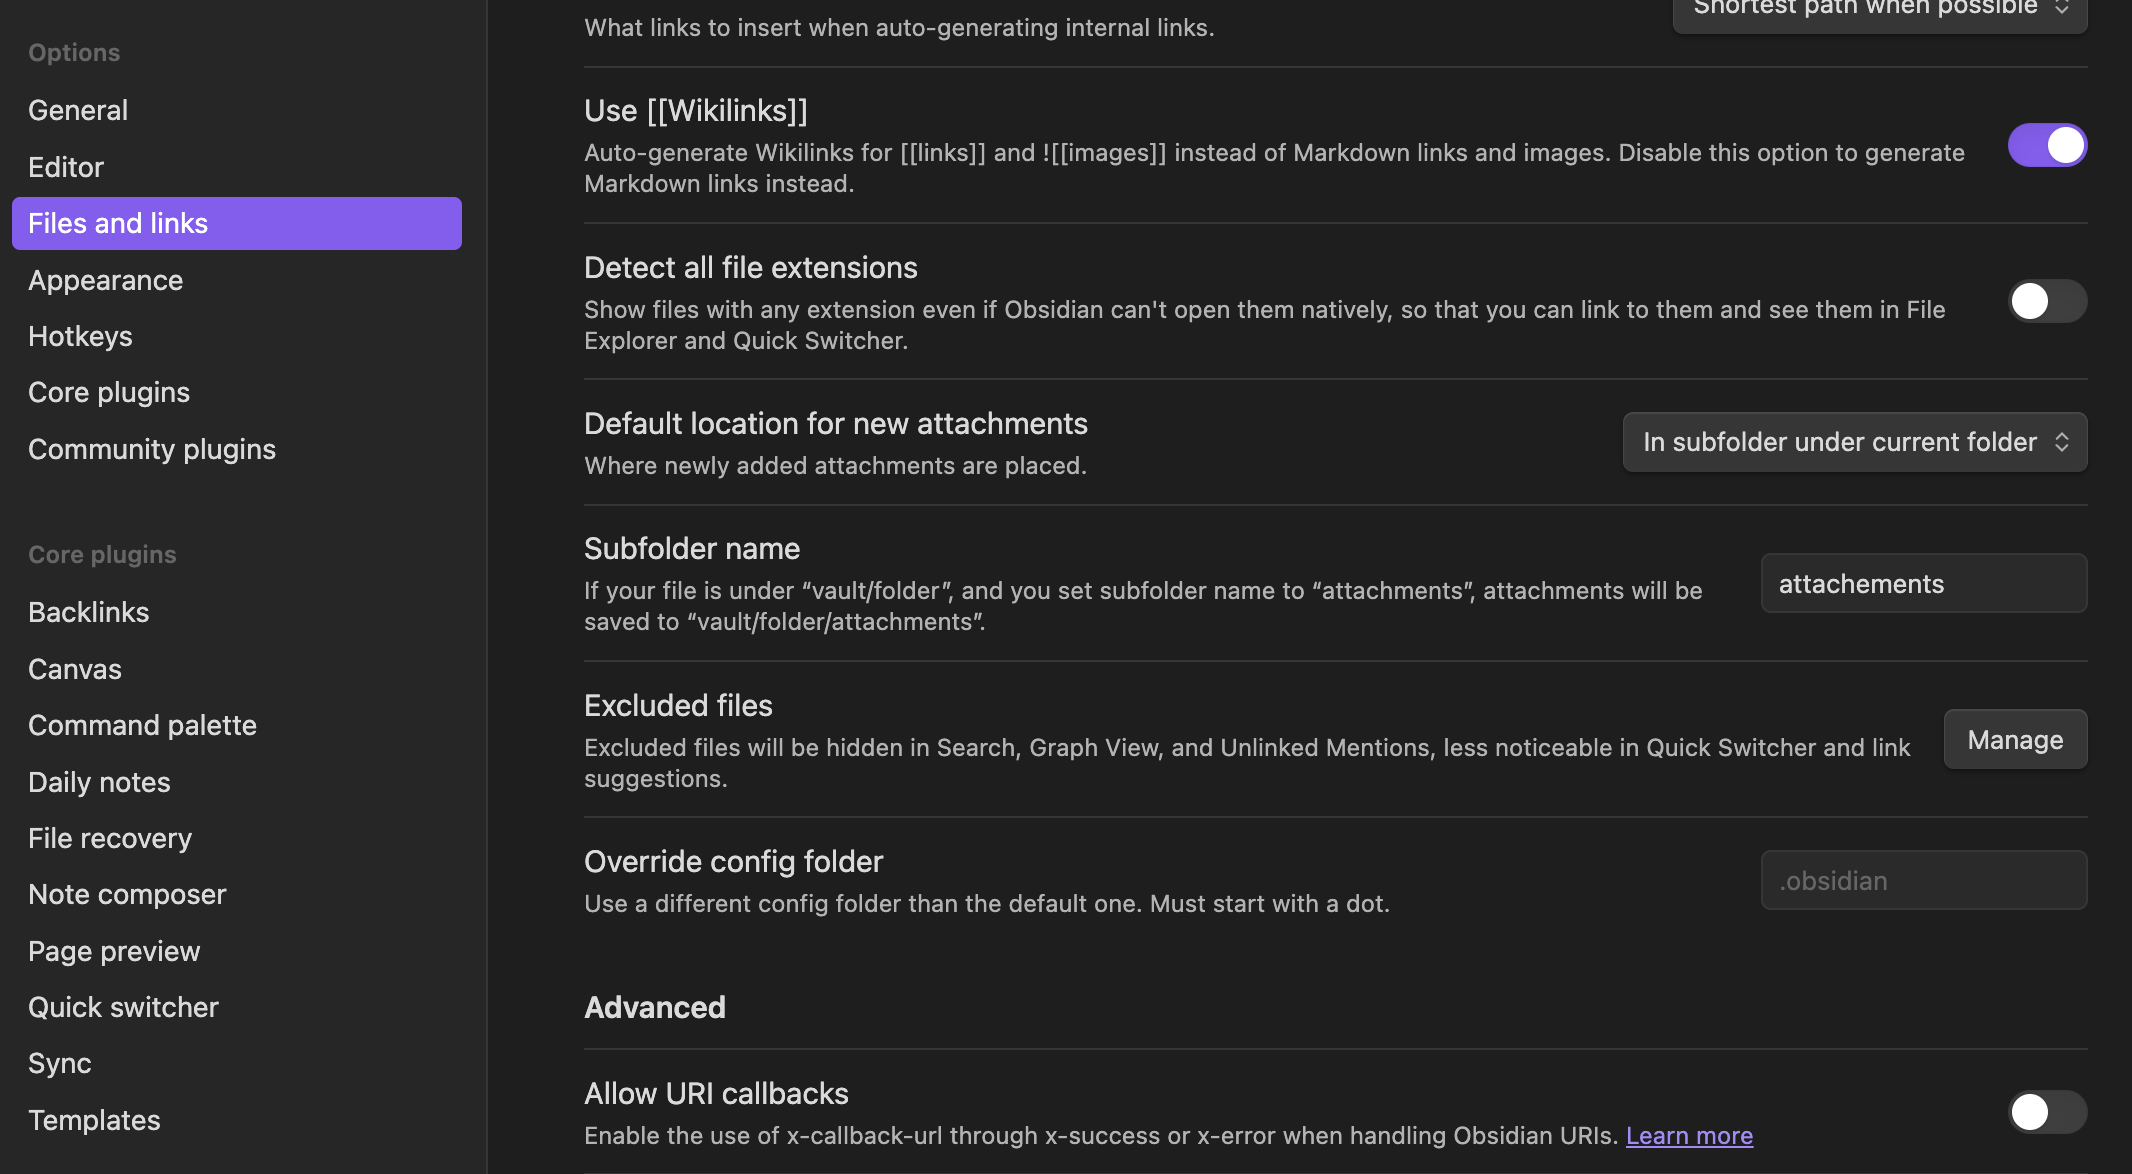 Options
General
Editor
Files and links
Appearance
Hotkeys
Core plugins
Community plugins
Core plugins
Backlinks
Canvas
Command palette
Daily notes
File recovery
Note composer
Page preview
Quick switcher
Sync
Templates
What links to insert when auto-generating internal links.
Shortest path when possible
Use [[Wikilinks]]
Auto-generate Wikilinks for [[links]] and ![[images]] instead of Markdown links and images. Disable this option to generate
Markdown links instead.
Detect all file extensions
Show files with any extension even if Obsidian can't open them natively, so that you can link to them and see them in File
Explorer and Quick Switcher.
Default location for new attachments
Where newly added attachments are placed.
In subfolder under current folder
Subfolder name
If your file is under “vault/folder”, and you set subfolder name to “attachments”, attachments will be
saved to “vault/folder/attachments”.
attachements
Excluded files
Excluded files will be hidden in Search, Graph View, and Unlinked Mentions, less noticeable in Quick Switcher and link
suggestions.
Manage
Override config folder
Use a different config folder than the default one. Must start with a dot.
.obsidian
Advanced
Allow URI callbacks
Enable the use of x-callback-url through x-success or x-error when handling Obsidian URIs. Learn more